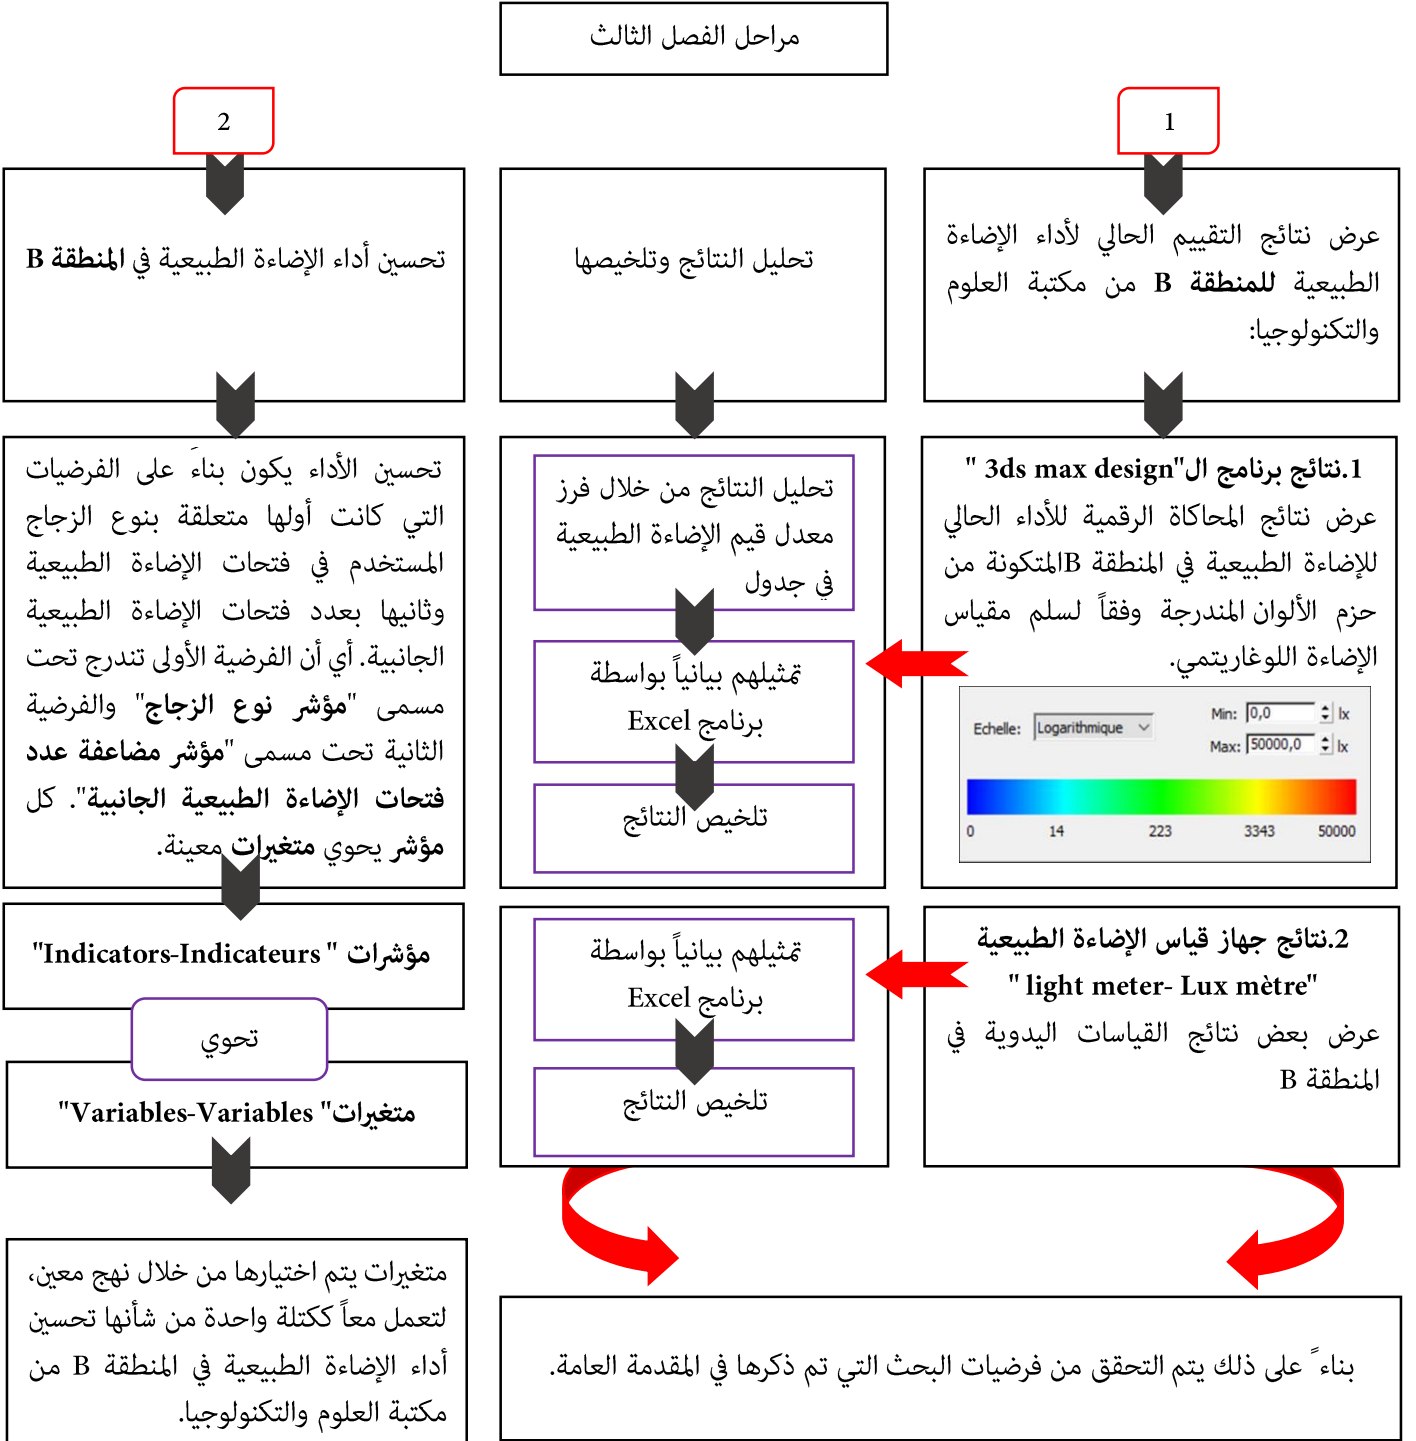 مراحل الفصل الثالث
1
عرض نتائج التقييم الحالي لأداء الإضاءة
الطبيعية للمنطقة B من مكتبة العلوم
والتكنولوجيا:
1.نتائج برنامج ال"3ds max design "
عرض نتائج المحاكاة الرقمية للأداء الحالي
للإضاءة الطبيعية في المنطقة Bالمتكونة من
حزم الألوان المندرجة وفقاً لسلم مقياس
الإضاءة اللوغاريتمي.
Echelle: Logarithmique
Min: 0,0 lx
Max: 50000,0 lx
0 14 223 3343 50000
2.نتائج جهاز قياس الإضاءة الطبيعية
"light meter- Lux mètre "
عرض بعض نتائج القياسات اليدوية في
المنطقة B
تحليل النتائج وتلخيصها
تحليل النتائج من خلال فرز
معدل قيم الإضاءة الطبيعية
في جدول
تمثيلهم بيانياً بواسطة
برنامج Excel
تلخيص النتائج
تمثيلهم بيانياً بواسطة
برنامج Excel
تلخيص النتائج
بناء ً على ذلك يتم التحقق من فرضيات البحث التي تم ذكرها في المقدمة العامة.
2
تحسين أداء الإضاءة الطبيعية في المنطقة B
تحسين الأداء يكون بناءَ على الفرضيات
التي كانت أولها متعلقة بنوع الزجاج
المستخدم في فتحات الإضاءة الطبيعية
وثانيها بعدد فتحات الإضاءة الطبيعية
الجانبية. أي أن الفرضية الأولى تندرج تحت
مسمى "مؤشر نوع الزجاج" والفرضية
الثانية تحت مسمى "مؤشر مضاعفة عدد
فتحات الإضاءة الطبيعية الجانبية". كل
مؤشر يحوي متغيرات معينة.
مؤشرات " Indicators-Indicateurs"
تحوي
متغيرات" Variables-Variables"
متغيرات يتم اختيارها من خلال نهج معين،
لتعمل معاً ككتلة واحدة من شأنها تحسين
أداء الإضاءة الطبيعية في المنطقة B من
مكتبة العلوم والتكنولوجيا.